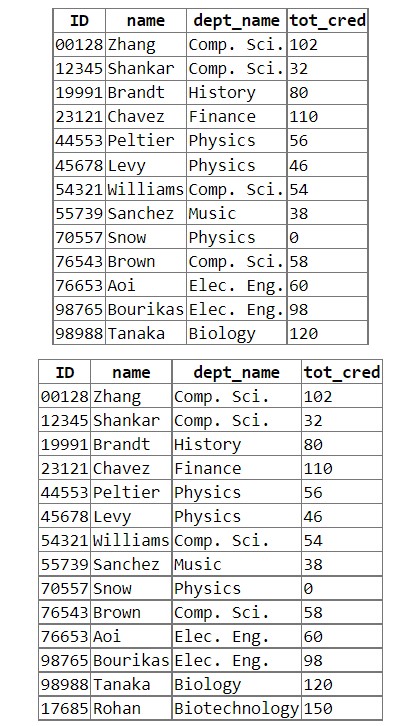 ID name dept_name tot_cred
00128 Zhang Comp. Sci. 102
12345 Shankar Comp. Sci. 32
19991 Brandt History 80
23121 Chavez Finance 110
44553 Peltier Physics 56
45678 Levy Physics 46
54321 Williams Comp. Sci. 54
55739 Sanchez Music 38
70557 Snow Physics 0
76543 Brown Comp. Sci. 58
76653 Aoi Elec. Eng. 60
98765 Bourikas Elec. Eng. 98
98988 Tanaka Biology 120
ID name dept_name tot_cred
00128 Zhang Comp. Sci. 102
12345 Shankar Comp. Sci. 32
19991 Brandt History 80
23121 Chavez Finance 110
44553 Peltier Physics 56
45678 Levy Physics 46
54321 Williams Comp. Sci. 54
55739 Sanchez Music 38
70557 Snow Physics 0
76543 Brown Comp. Sci. 58
76653 Aoi Elec. Eng. 60
98765 Bourikas Elec. Eng. 98
98988 Tanaka Biology 120
17685 Rohan Biotechnology 150